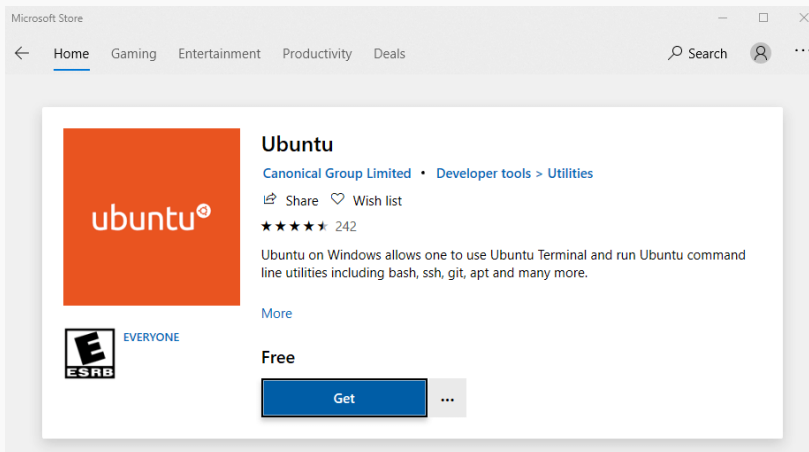 Microsoft Store
Home Gaming Entertainment Productivity Deals Search
Ubuntu
Canonical Group Limited • Developer tools > Utilities
Share Wish list
242
ubuntu
Ubuntu on Windows allows one to use Ubuntu Terminal and run Ubuntu command
line utilities including bash, ssh, git, apt and many more.
More
E
ESRB
EVERYONE
Free
Get
...